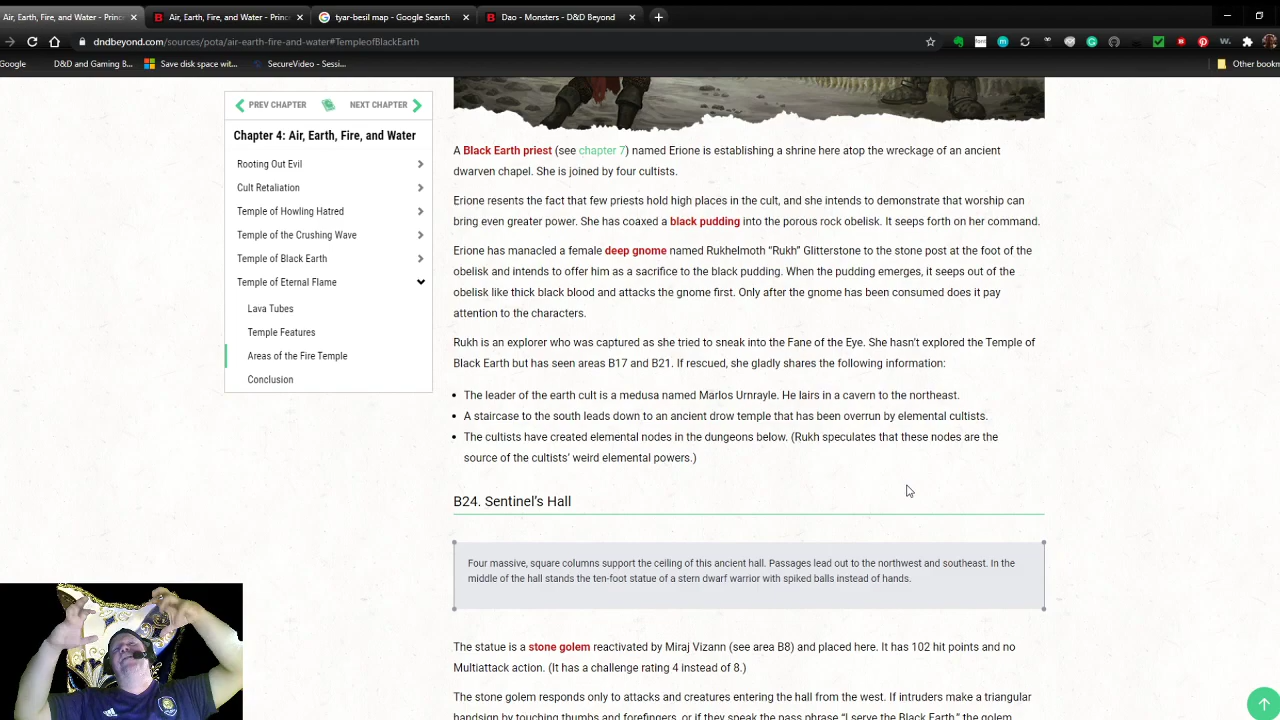 Air, Earth, Fire, and Water - Princ
Air, Earth, Fire, and Water - Princ
tyar-besil map - Google Search
Dao - Monsters - D&D Beyond
dndbeyond.com/sources/pota/air-earth-fire-and-water#TempleofBlackEarth
Google
D&D and Gaming B...
Save disk space wit...
SecureVideo - Sessi...
Other bookm
PREV CHAPTER
NEXT CHAPTER
Chapter 4: Air, Earth, Fire, and Water
Rooting Out Evil
Cult Retaliation
Temple of Howling Hatred
Temple of the Crushing Wave
Temple of Black Earth
Temple of Eternal Flame
Lava Tubes
Temple Features
Areas of the Fire Temple
Conclusion
A Black Earth priest (see chapter 7) named Erione is establishing a shrine here atop the wreckage of an ancient
dwarven chapel. She is joined by four cultists.
Erione resents the fact that few priests hold high places in the cult, and she intends to demonstrate that worship can
bring even greater power. She has coaxed a black pudding into the porous rock obelisk. It seeps forth on her command.
Erione has manacled a female deep gnome named Rukhelmoth “Rukh” Glitterstone to the stone post at the foot of the
obelisk and intends to offer him as a sacrifice to the black pudding. When the pudding emerges, it seeps out of the
obelisk like thick black blood and attacks the gnome first. Only after the gnome has been consumed does it pay
attention to the characters.
Rukh is an explorer who was captured as she tried to sneak into the Fane of the Eye. She hasn’t explored the Temple of
Black Earth but has seen areas B17 and B21. If rescued, she gladly shares the following information:
• The leader of the earth cult is a medusa named Marlos Urnrayle. He lairs in a cavern to the northeast.
• A staircase to the south leads down to an ancient drow temple that has been overrun by elemental cultists.
• The cultists have created elemental nodes in the dungeons below. (Rukh speculates that these nodes are the
source of the cultists’ weird elemental powers.)
B24. Sentinel’s Hall
Four massive, square columns support the ceiling of this ancient hall. Passages lead out to the northwest and southeast. In the
middle of the hall stands the ten-foot statue of a stern dwarf warrior with spiked balls instead of hands.
The statue is a stone golem reactivated by Miraj Vizann (see area B8) and placed here. It has 102 hit points and no
Multiattack action. (It has a challenge rating 4 instead of 8.)
The stone golem responds only to attacks and creatures entering the hall from the west. If intruders make a triangular
handsign by touching thumbs and forefingers, or if they speak the pass phrase “I serve the Black Earth,” the golem